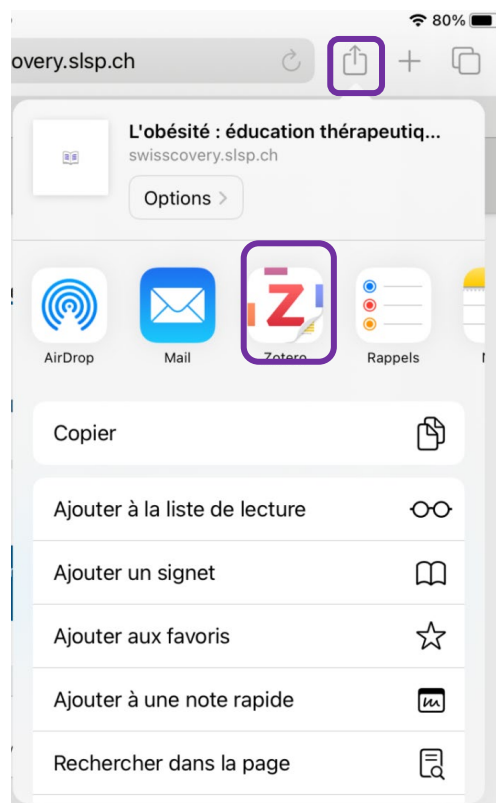 80%
overy.slsp.ch
L'obésité : éducation thérapeutiq...
swisscovery.slsp.ch
Options >
Z
AirDrop
Mail
Zotero
Rappels
Copier
Ajouter à la liste de lecture
Ajouter un signet
Ajouter aux favoris
Ajouter à une note rapide
Rechercher dans la page